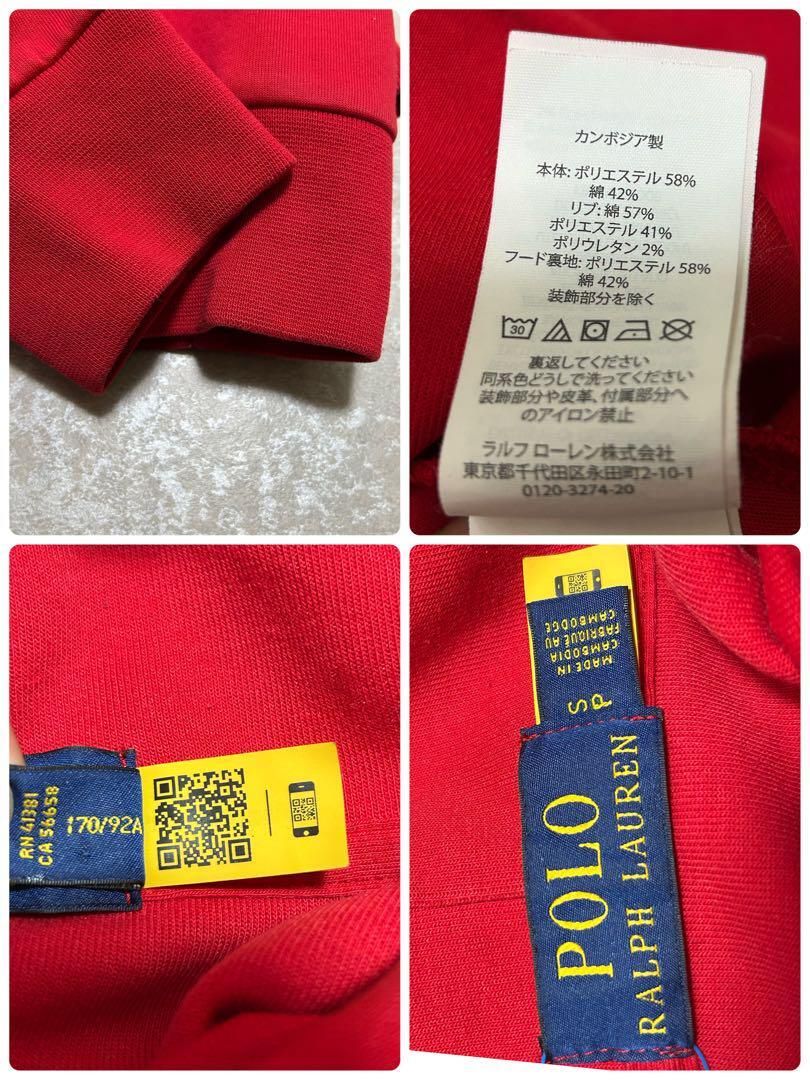 カンボジア製
本体: ポリエステル 58%
綿 42%
リブ: 綿 57%
ポリエステル 41%
ポリウレタン 2%
フード裏地: ポリエステル 58%
綿 42%
装飾部分を除く
30
裏返してください
同系色どうしで洗ってください
装飾部分や皮革、付属部分へ
のアイロン禁止
ラルフ ローレン株式会社
東京都千代田区永田町2-10-1
0120-3274-20
RN 41381
CA 56658
170/92A
MADE IN
CAMBODIA
FABRIQUÉ AU
CAMBODGE
S
P
POLO
RALPH LAUREN